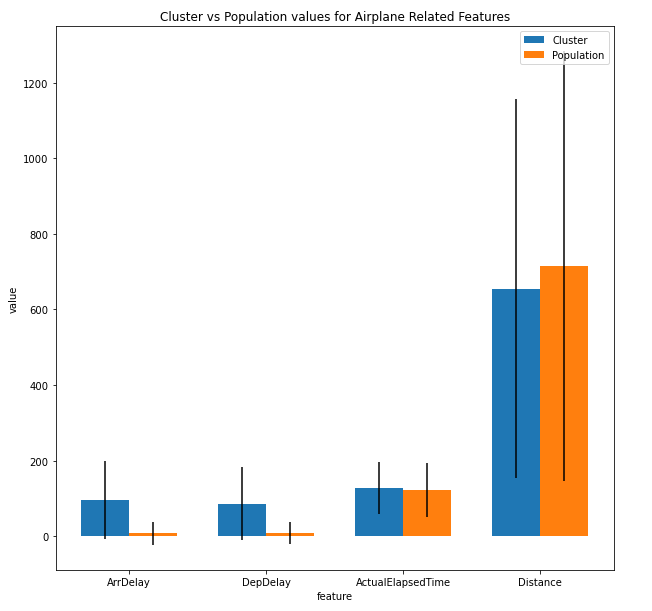 Cluster vs Population values for Airplane Related Features
Cluster
Population
1200
1000
800
600
400
200
0
value
ArrDelay DepDelay ActualElapsedTime Distance
feature